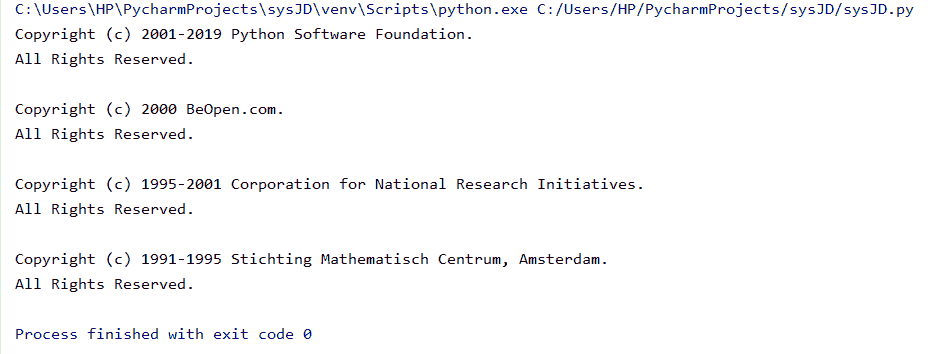 C:\Users\HP\PycharmProjects\sysJD\venv\Scripts\python.exe C:/Users/HP/PycharmProjects/sysJD/sysJD.py
Copyright (c) 2001-2019 Python Software Foundation.
All Rights Reserved.
Copyright (c) 2000 BeOpen.com.
All Rights Reserved.
Copyright (c) 1995-2001 Corporation for National Research Initiatives.
All Rights Reserved.
Copyright (c) 1991-1995 Stichting Mathematisch Centrum, Amsterdam.
All Rights Reserved.
Process finished with exit code 0